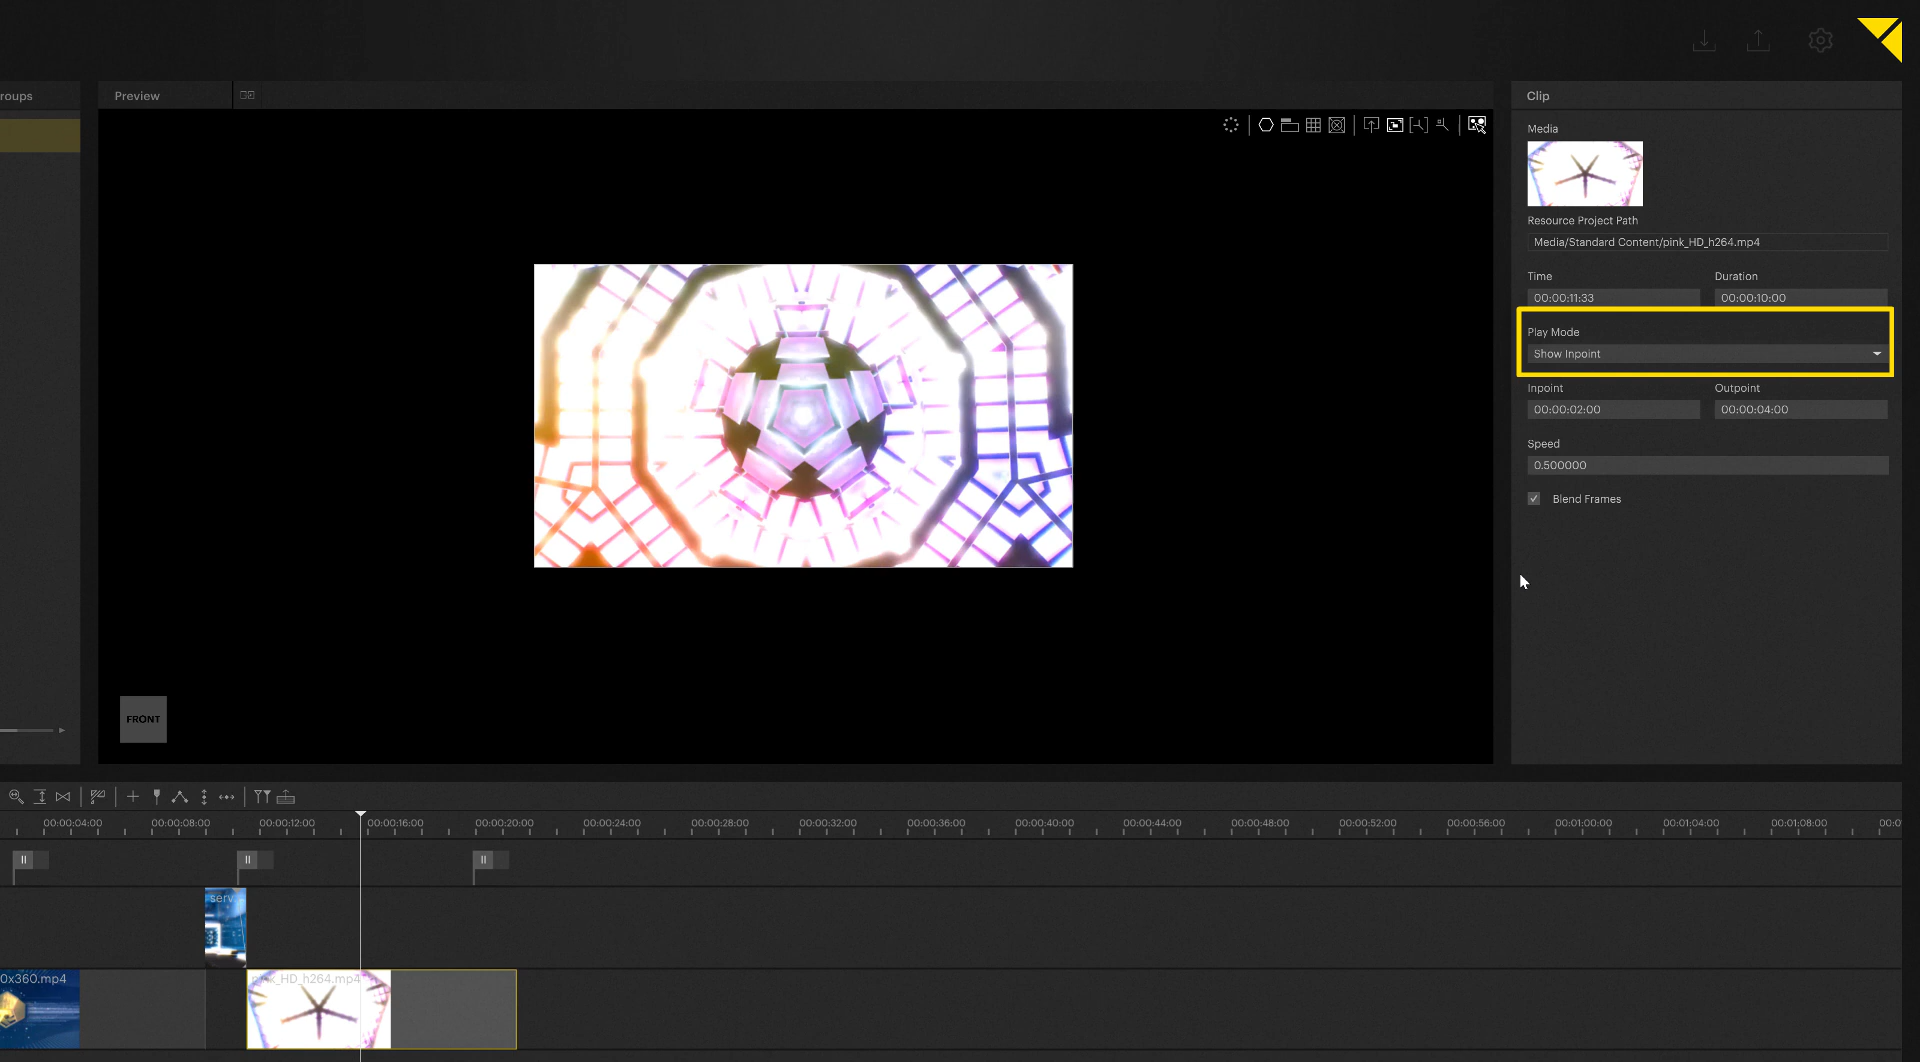 roups
Preview
Clip
Media
Resource Project Path
Media/Standard Content/pink_HD_h264.mp4
Time
Duration
00:00:11:33
00:00:10:00
Play Mode
Show Inpoint
Inpoint
Outpoint
00:00:02:00
00:00:04:00
Speed
0.500000
Blend Frames
FRONT
00:00:04:00
00:00:08:00
00:00:12:00
00:00:16:00
00:00:20:00
00:00:24:00
00:00:28:00
00:00:32:00
00:00:36:00
00:00:40:00
00:00:44:00
00:00:48:00
00:00:52:00
00:00:56:00
00:01:00:00
00:01:04:00
00:01:08:00
00:0
serv
0x360.mp4
pink_HD_h264.mp4